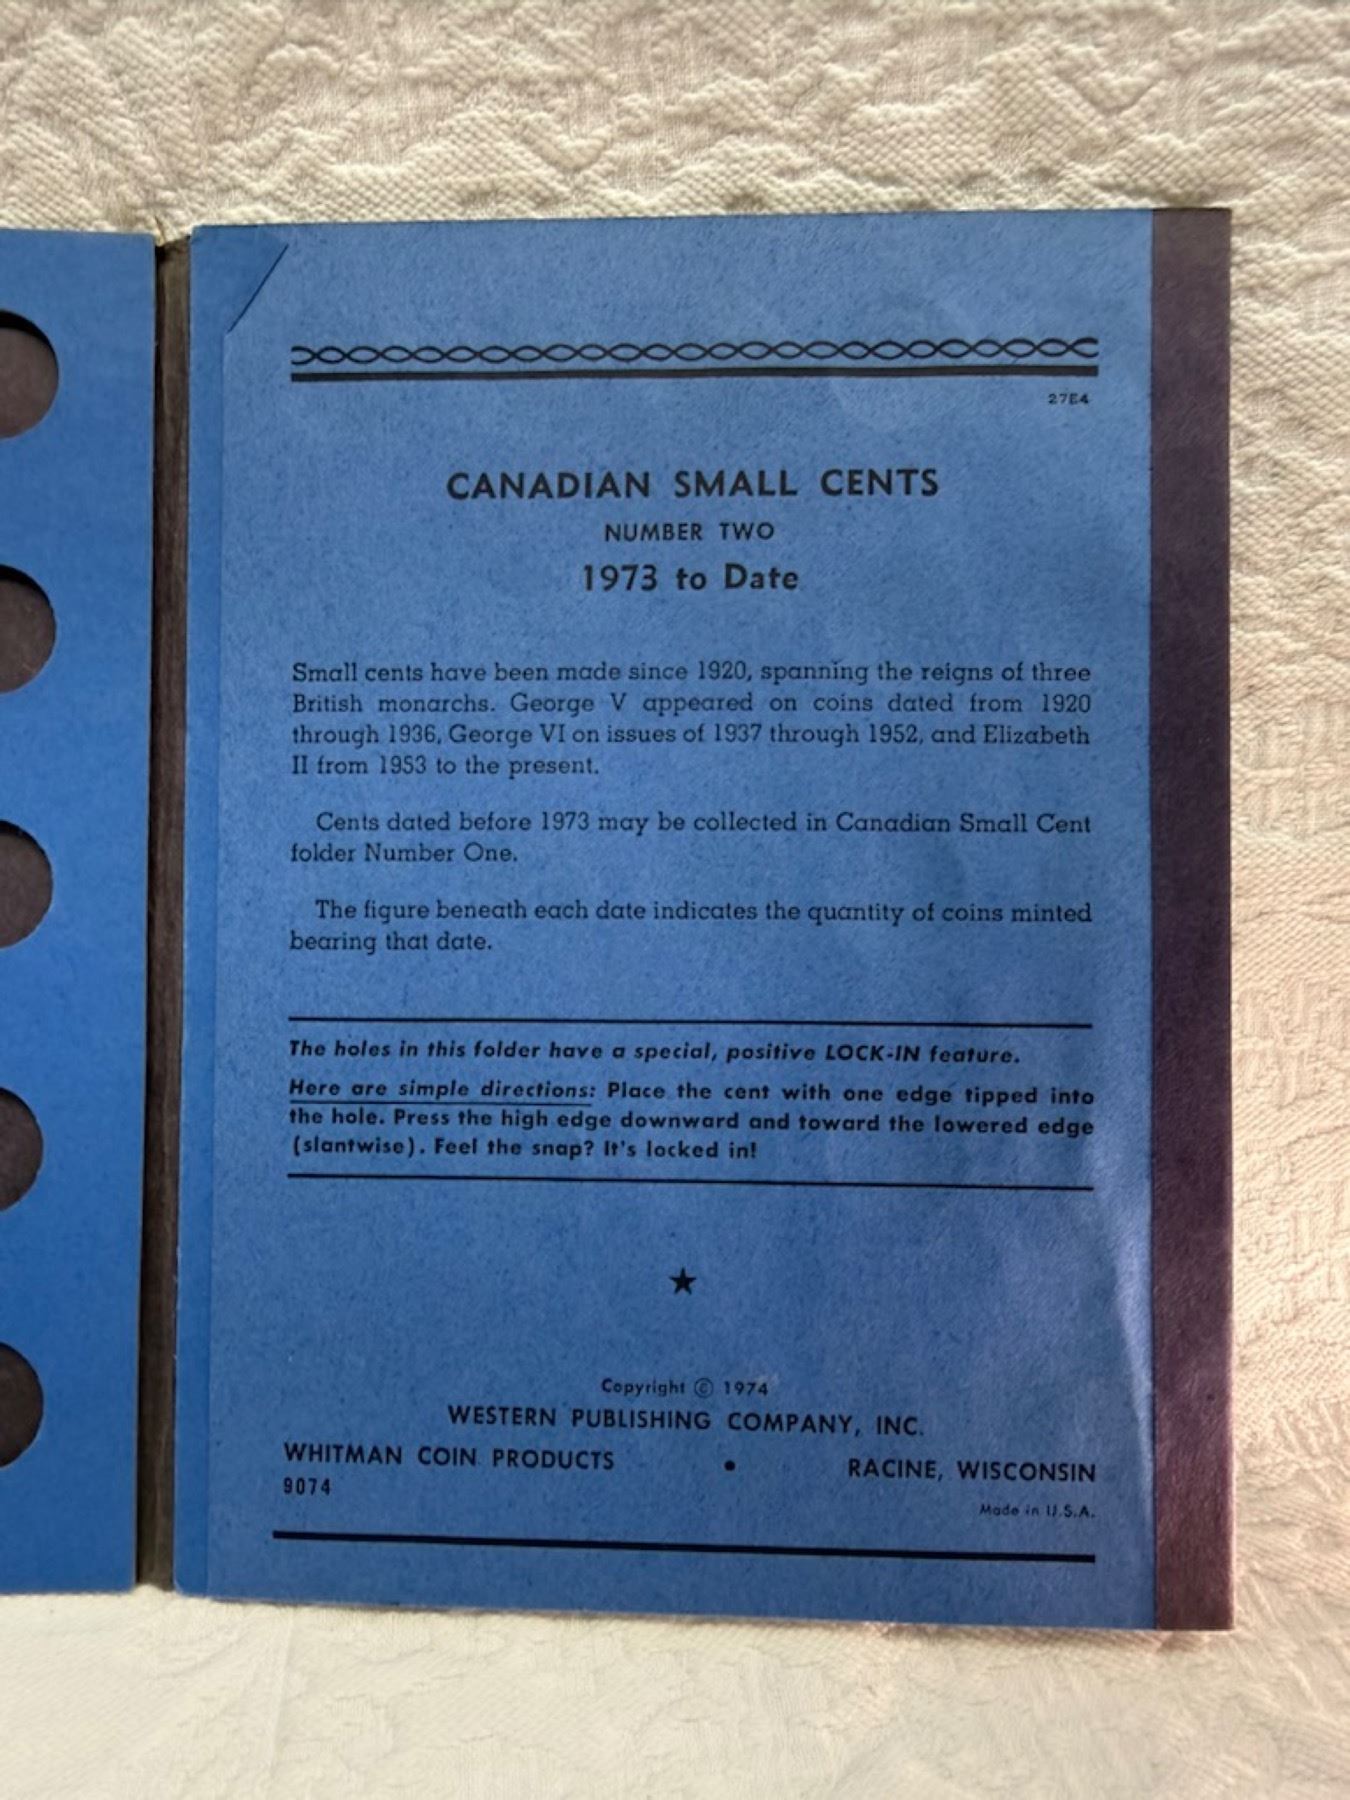 27E4
CANADIAN SMALL CENTS
NUMBER TWO
1973 to Date
Small cents have been made since 1920, spanning the reigns of three
British monarchs. George V appeared on coins dated from 1920
through 1936, George VI on issues of 1937 through 1952, and Elizabeth
II from 1953 to the present.
Cents dated before 1973 may be collected in Canadian Small Cent
folder Number One.
The figure beneath each date indicates the quantity of coins minted
bearing that date.
The holes in this folder have a special, positive LOCK-IN feature.
Here are simple directions: Place the cent with one edge tipped into
the hole. Press the high edge downward and toward the lowered edge
(slantwise). Feel the snap? It's locked in!
Copyright © 1974
WESTERN PUBLISHING COMPANY, INC.
WHITMAN COIN PRODUCTS • RACINE, WISCONSIN
9074
Made in U.S.A.